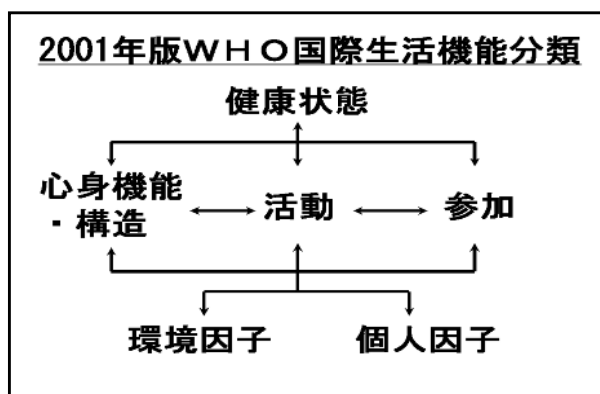 2001年版ＷＨＯ国際生活機能分類
健康状態
心身機能
・構造
活動
参加
環境因子
個人因子